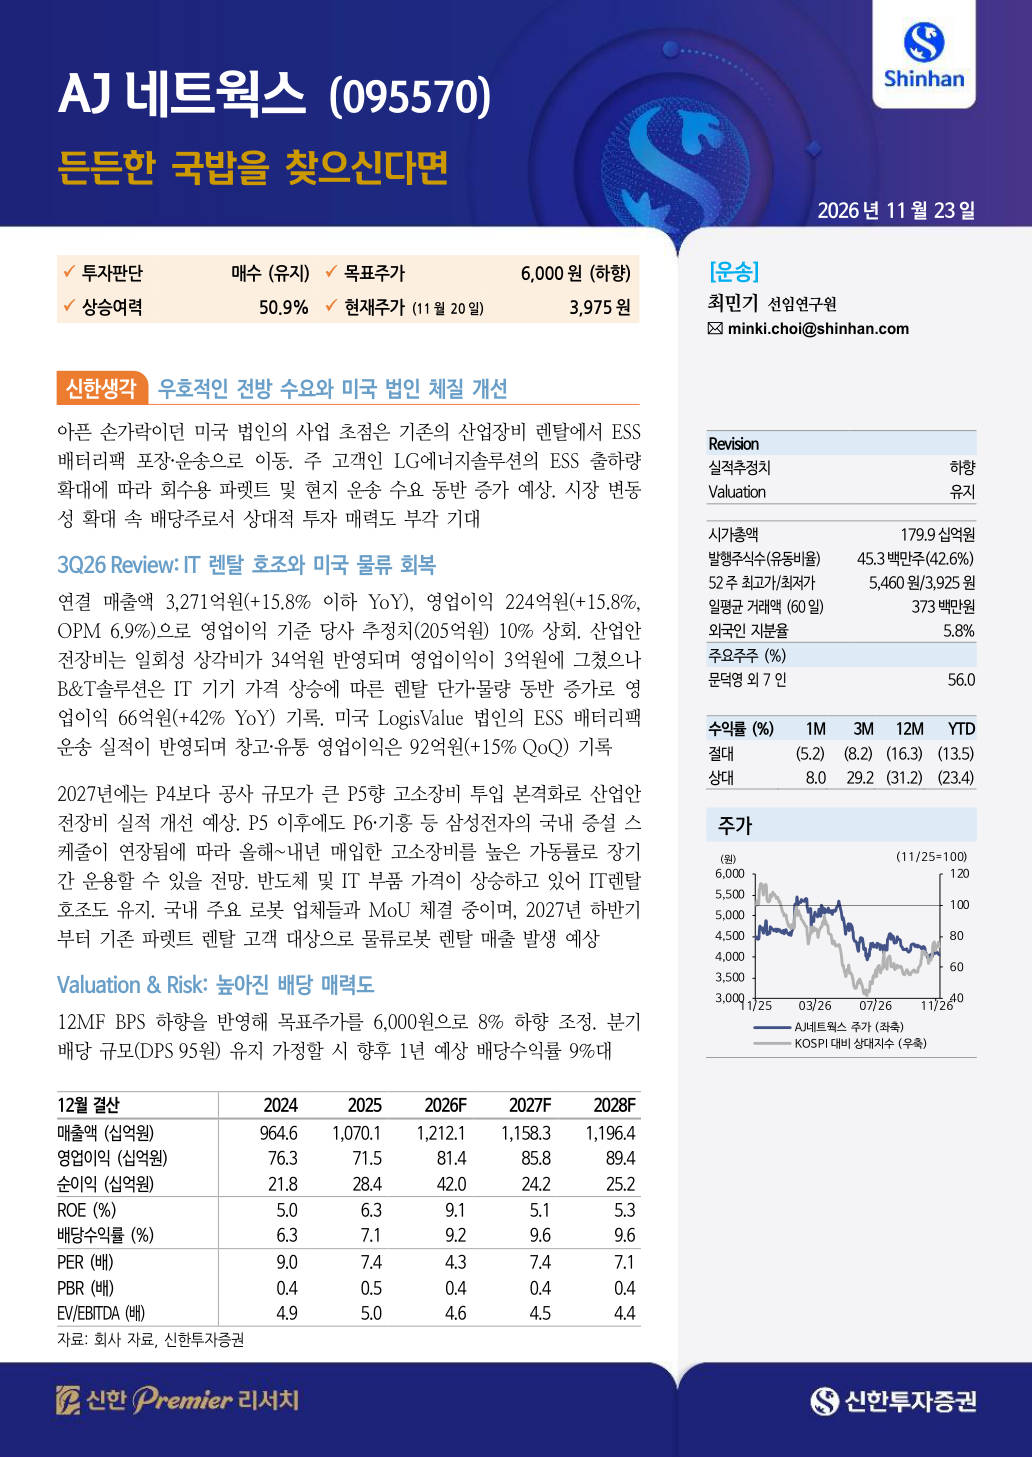 AJ네트웍스 (095570)
든든한 국밥을 찾으신다면
Shinhan
2026년 11월 23일
✓ 투자판단 매수 (유지) ✓ 목표주가 6,000원 (하향)
✓ 상승여력 50.9% ✓ 현재주가 (11월 20일) 3,975원
신한생각 우호적인 전방 수요와 미국 법인 체질 개선
아픈 손가락이던 미국 법인의 사업 초점은 기존의 산업장비 렌탈에서 ESS
배터리팩 포장·운송으로 이동. 주 고객인 LG에너지솔루션의 ESS 출하량
확대에 따라 회수용 파렛트 및 현지 운송 수요 동반 증가 예상. 시장 변동
성 확대 속 배당주로서 상대적 투자 매력도 부각 기대
3Q26 Review: IT 렌탈 호조와 미국 물류 회복
연결 매출액 3,271억원(+15.8% 이하 YoY), 영업이익 224억원(+15.8%,
OPM 6.9%)으로 영업이익 기준 당사 추정치(205억원) 10% 상회. 산업안
전장비는 일회성 상각비가 34억원 반영되며 영업이익이 3억원에 그쳤으나
B&T솔루션은 IT 기기 가격 상승에 따른 렌탈 단가·물량 동반 증가로 영
업이익 66억원(+42% YoY) 기록. 미국 LogisValue 법인의 ESS 배터리팩
운송 실적이 반영되며 창고·유통 영업이익은 92억원(+15% QoQ) 기록
2027년에는 P4보다 공사 규모가 큰 P5향 고소장비 투입 본격화로 산업안
전장비 실적 개선 예상. P5 이후에도 P6·기흥 등 삼성전자의 국내 증설 스
케줄이 연장됨에 따라 올해~내년 매입한 고소장비를 높은 가동률로 장기
간 운용할 수 있을 전망. 반도체 및 IT 부품 가격이 상승하고 있어 IT렌탈
호조도 유지. 국내 주요 로봇 업체들과 MoU 체결 중이며, 2027년 하반기
부터 기존 파렛트 렌탈 고객 대상으로 물류로봇 렌탈 매출 발생 예상
Valuation & Risk: 높아진 배당 매력도
12MF BPS 하향을 반영해 목표주가를 6,000원으로 8% 하향 조정. 분기
배당 규모(DPS 95원) 유지 가정할 시 향후 1년 예상 배당수익률 9%대
12월 결산 2024 2025 2026F 2027F 2028F
매출액 (십억원) 964.6 1,070.1 1,212.1 1,158.3 1,196.4
영업이익 (십억원) 76.3 71.5 81.4 85.8 89.4
순이익 (십억원) 21.8 28.4 42.0 24.2 25.2
ROE (%) 5.0 6.3 9.1 5.1 5.3
배당수익률 (%) 6.3 7.1 9.2 9.6 9.6
PER (배) 9.0 7.4 4.3 7.4 7.1
PBR (배) 0.4 0.5 0.4 0.4 0.4
EV/EBITDA (배) 4.9 5.0 4.6 4.5 4.4
자료: 회사 자료, 신한투자증권
[운송]
최민기 선임연구원
minki.choi@shinhan.com
Revision
실적추정치 하향
Valuation 유지
시가총액 179.9 십억원
발행주식수(유동비율) 45.3 백만주(42.6%)
52주 최고가/최저가 5,460원/3,925원
일평균 거래액 (60일) 373 백만원
외국인 지분율 5.8%
주요주주 (%)
문덕영 외 7인 56.0
수익률 (%) 1M 3M 12M YTD
절대 (5.2) (8.2) (16.3) (13.5)
상대 8.0 29.2 (31.2) (23.4)
주가
(원) (11/25=100)
6,000 120
5,500
5,000 100
4,500 80
4,000 60
3,500
3,000 40
11/25 03/26 07/26 11/26
AJ네트웍스 주가 (좌축)
KOSPI 대비 상대지수 (우축)
신한 Premier 리서치
신한투자증권